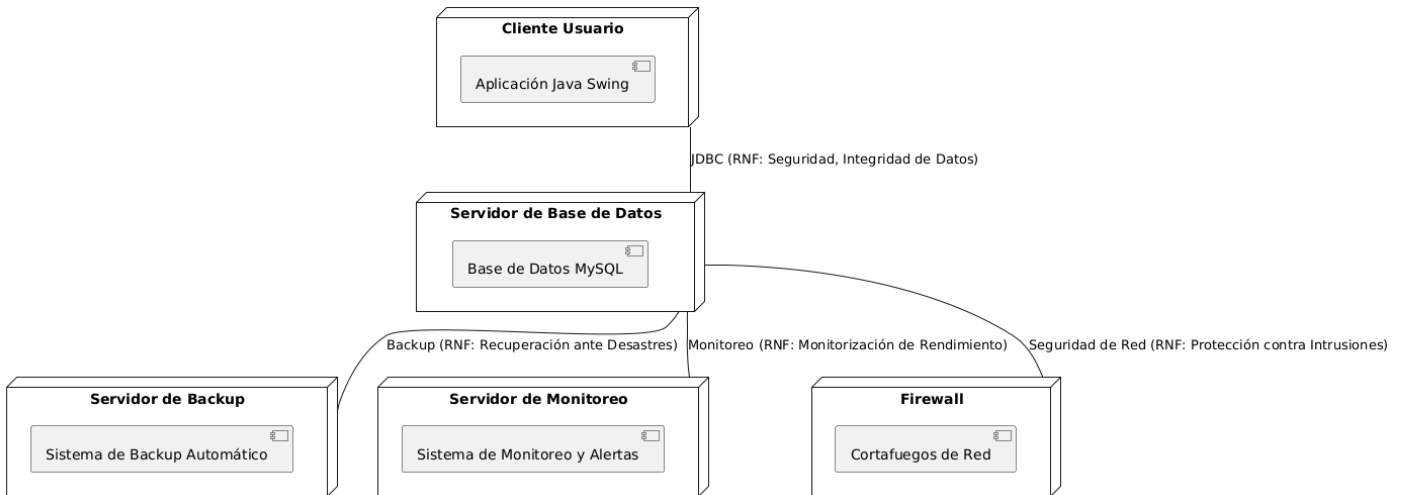 Cliente Usuario
Aplicación Java Swing
JDBC (RNF: Seguridad, Integridad de Datos)
Servidor de Base de Datos
Base de Datos MySQL
Backup (RNF: Recuperación ante Desastres)
Monitoreo (RNF: Monitorización de Rendimiento)
Seguridad de Red (RNF: Protección contra Intrusiones)
Servidor de Backup
Sistema de Backup Automático
Servidor de Monitoreo
Sistema de Monitoreo y Alertas
Firewall
Cortafuegos de Red